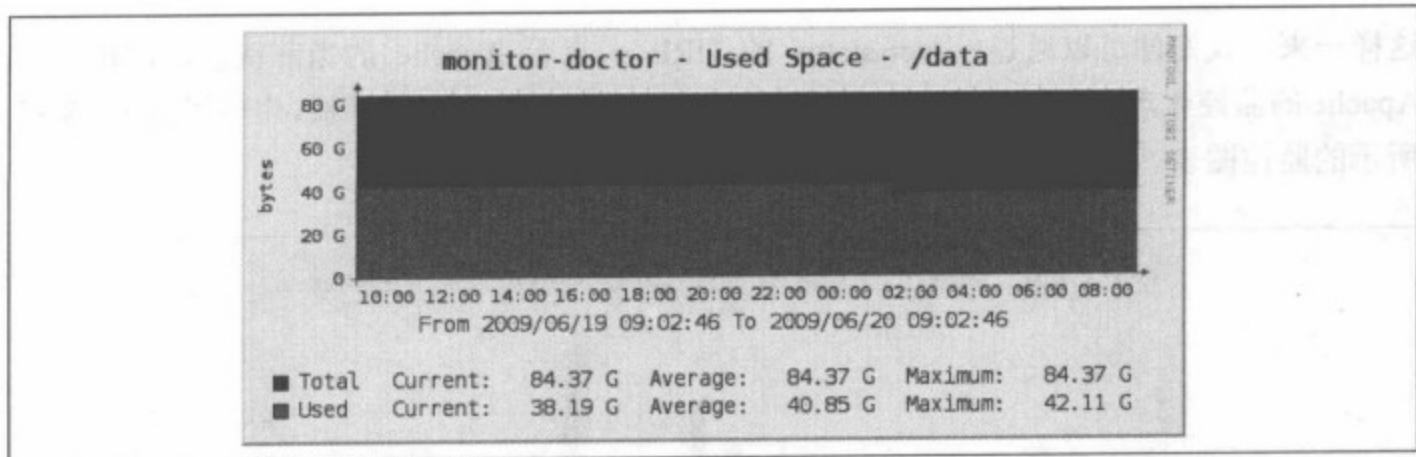 monitor-doctor - Used Space - /data
bytes
80 G
60 G
40 G
20 G
0
10:00 12:00 14:00 16:00 18:00 20:00 22:00 00:00 02:00 04:00 06:00 08:00
From 2009/06/19 09:02:46 To 2009/06/20 09:02:46
Total Current: 84.37 G Average: 84.37 G Maximum: 84.37 G
Used Current: 38.19 G Average: 40.85 G Maximum: 42.11 G